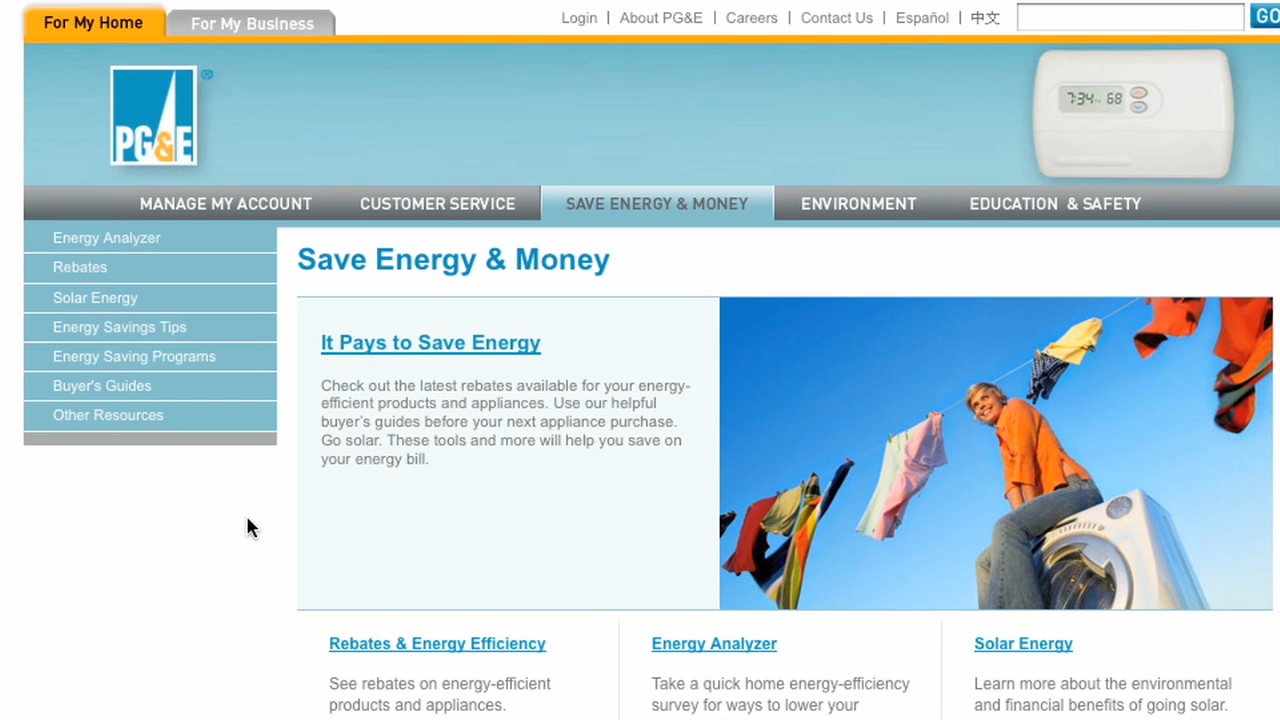 For My Home
For My Business
Login | About PG&E | Careers | Contact Us | Español | 中文
GO
PG&E®
7:34 68
MANAGE MY ACCOUNT
CUSTOMER SERVICE
SAVE ENERGY & MONEY
ENVIRONMENT
EDUCATION & SAFETY
Energy Analyzer
Rebates
Solar Energy
Energy Savings Tips
Energy Saving Programs
Buyer's Guides
Other Resources
Save Energy & Money
It Pays to Save Energy
Check out the latest rebates available for your energy-
efficient products and appliances. Use our helpful
buyer's guides before your next appliance purchase.
Go solar. These tools and more will help you save on
your energy bill.
Rebates & Energy Efficiency
See rebates on energy-efficient
products and appliances.
Energy Analyzer
Take a quick home energy-efficiency
survey for ways to lower your
Solar Energy
Learn more about the environmental
and financial benefits of going solar.